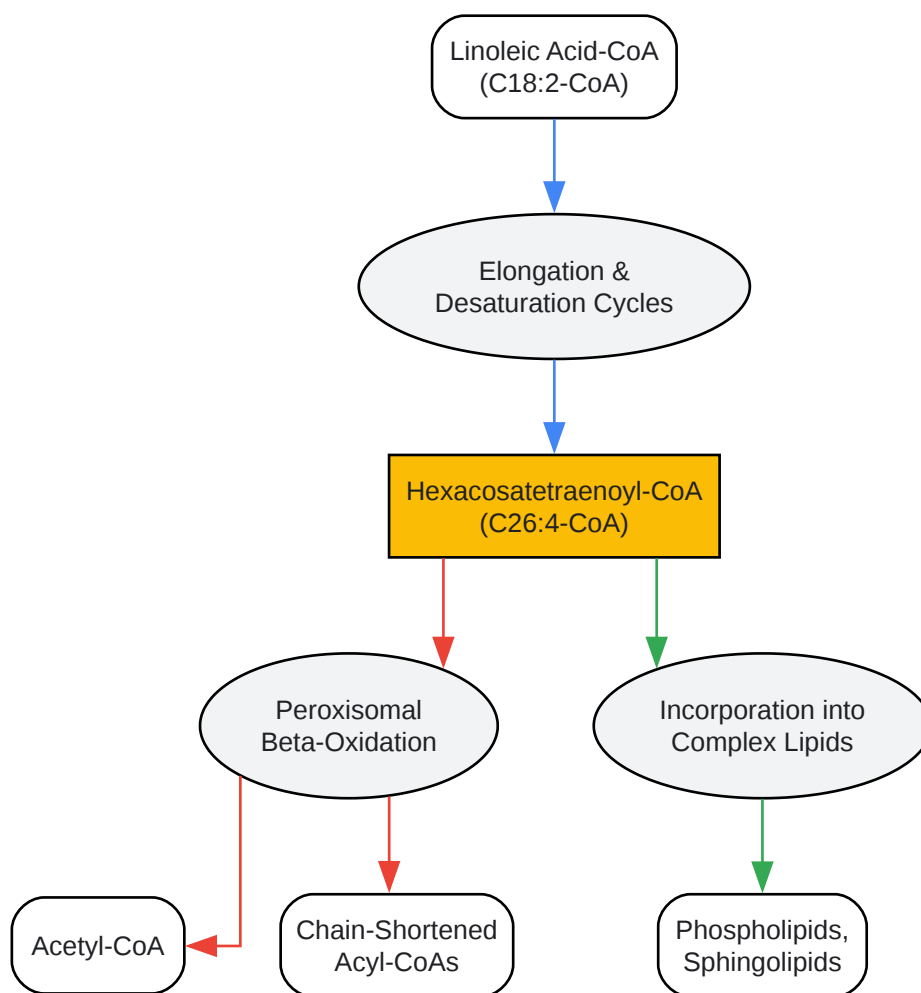 Linoleic Acid-CoA
(C18:2-CoA)
Elongation &
Desaturation Cycles
Hexacosatetraenoyl-CoA
(C26:4-CoA)
Peroxisomal
Beta-Oxidation
Incorporation into
Complex Lipids
Acetyl-CoA
Chain-Shortened
Acyl-CoAs
Phospholipids,
Sphingolipids